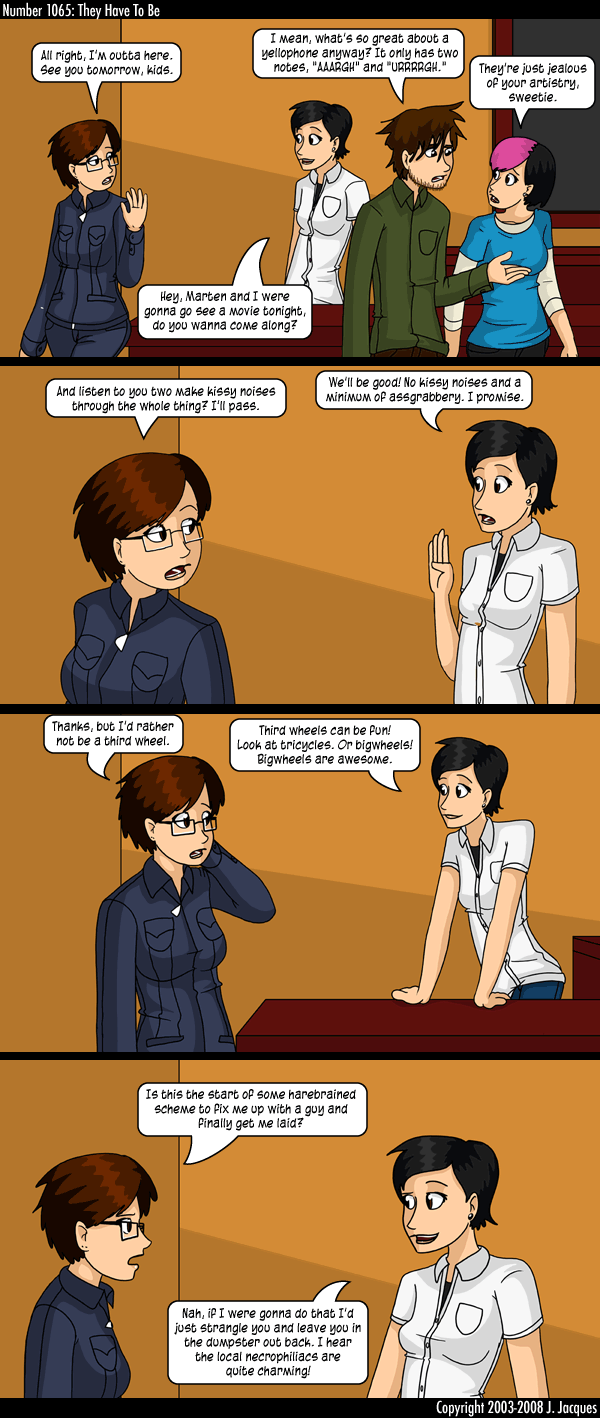 Number 1065: They Have To Be
All right, I'm outta here.
See you tomorrow, kids.
I mean, what's so great about a
yellophone anyway? It only has two
notes, "AAARGH" and "URRRRGH."
They're just jealous
of your artistry,
sweetie.
Hey, Marten and I were
gonna go see a movie tonight,
do you wanna come along?
And listen to you two make kissy noises
through the whole thing? I'll pass.
We'll be good! No kissy noises and a
minimum of assgrabbery. I promise.
Thanks, but I'd rather
not be a third wheel.
Third wheels can be fun!
Look at tricycles. Or bigwheels!
Bigwheels are awesome.
Is this the start of some harebrained
scheme to fix me up with a guy and
finally get me laid?
Nah, if I were gonna do that I'd
just strangle you and leave you in
the dumpster out back. I hear
the local necrophiliacs are
quite charming!
Copyright 2003-2008 J. Jacques